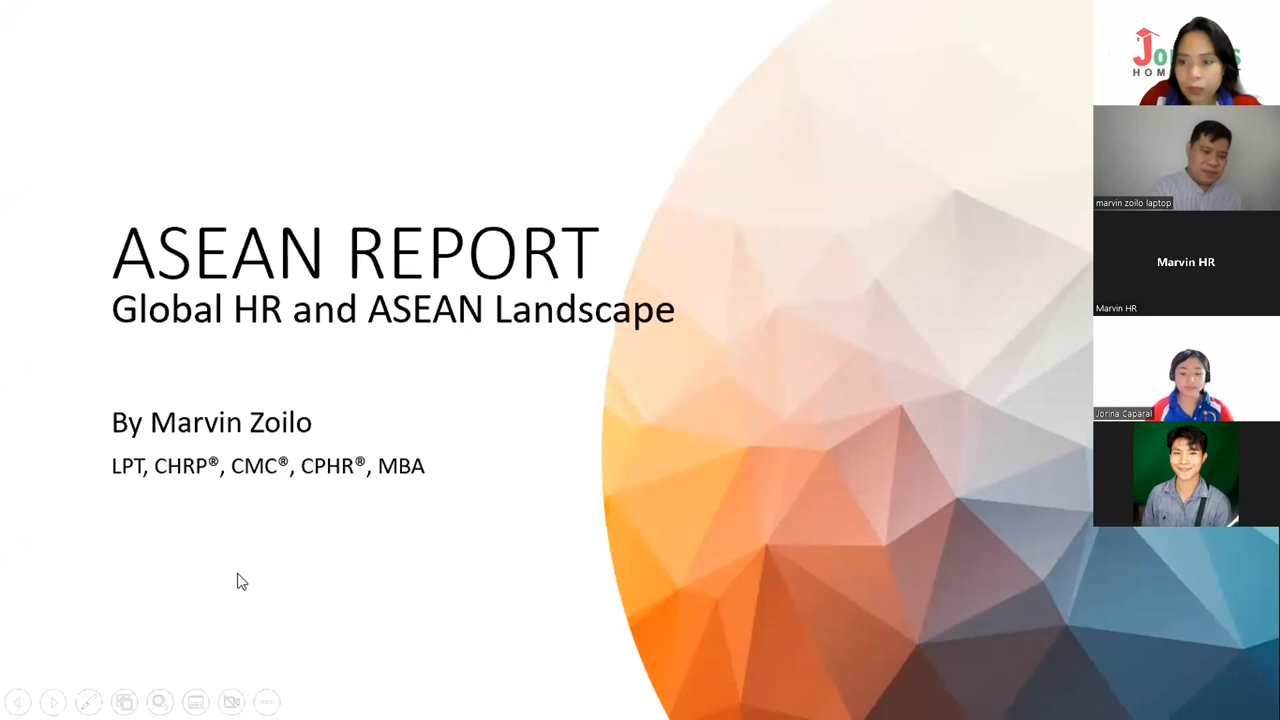 ASEAN REPORT
Global HR and ASEAN Landscape
By Marvin Zoilo
LPT, CHRP®, CMC®, CPHR®, MBA
marvin zoilo laptop
Marvin HR
Marvin HR
Jorina Caparal